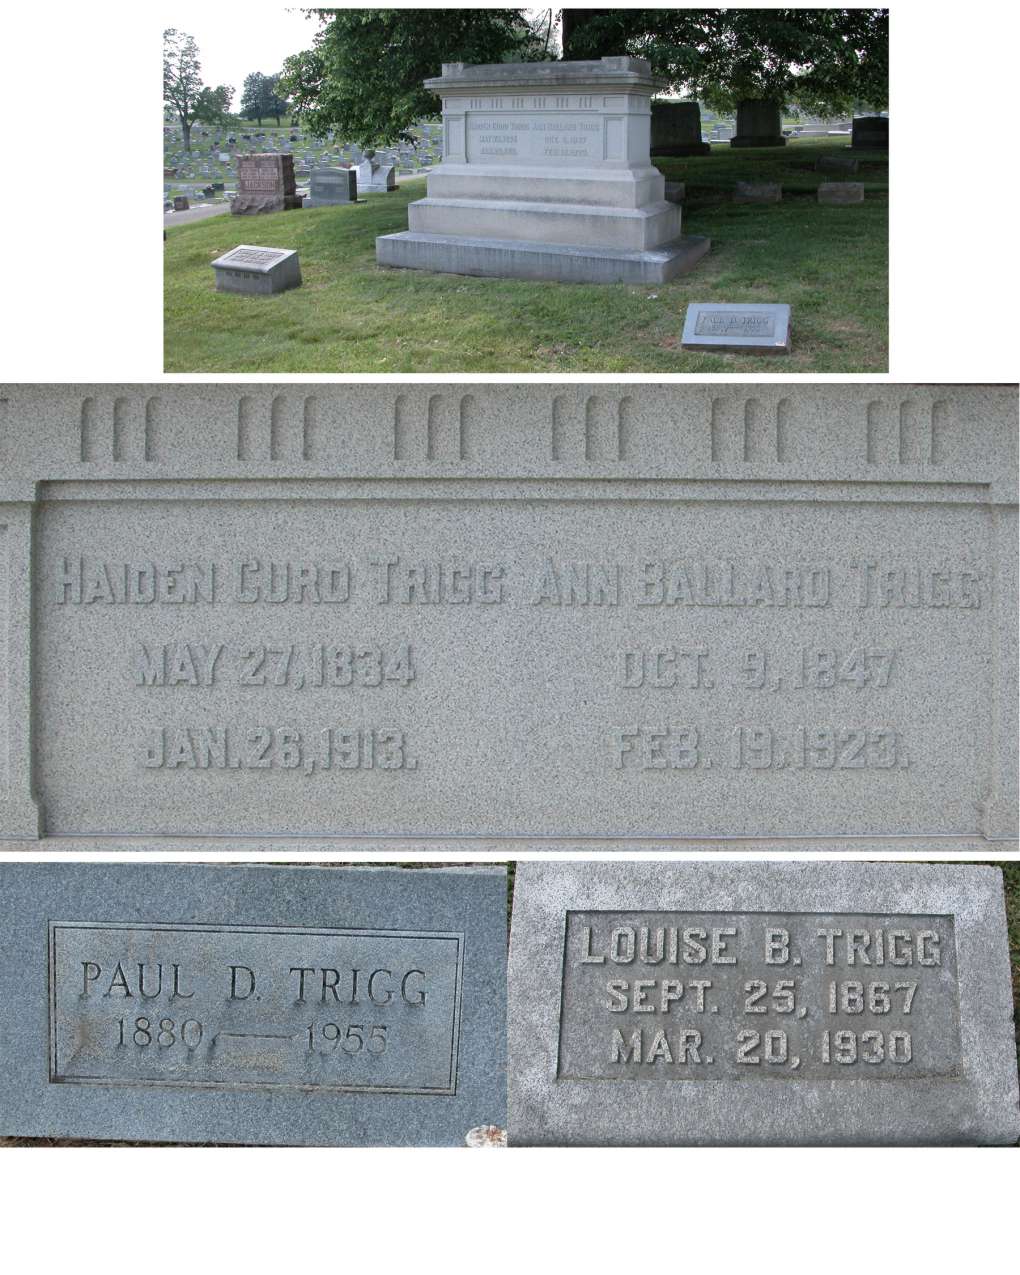 HAIDEN CURD TRIGG ANN BALLARD TRIGG
MAY 27, 1834 OCT. 9, 1847
JAN. 26, 1913. FEB. 19, 1923.
PAUL D. TRIGG
1880 — 1955
LOUISE B. TRIGG
SEPT. 25, 1867
MAR. 20, 1930